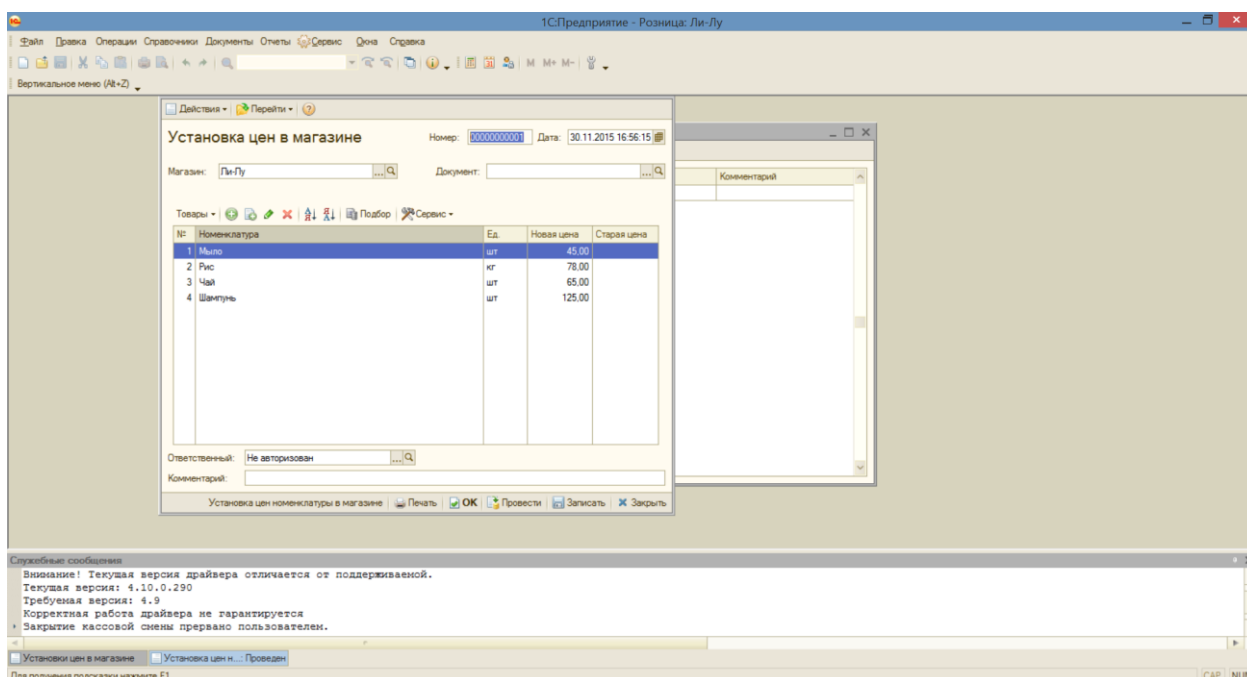 1С:Предприятие - Розница: Ли-Лу
Файл Правка Операции Справочники Документы Отчеты Сервис Окна Справка
M M+ M-
Вертикальное меню (Alt+Z)
Действия Перейти
Установка цен в магазине Номер: 0000000001 Дата: 30.11.2015 16:56:15
Магазин: Ли-Лу Документ:
Комментарий
Товары Подбор Сервис
№ Номенклатура Ед. Новая цена Старая цена
1 Мыло шт 45,00
2 Рис кг 78,00
3 Чай шт 65,00
4 Шампунь шт 125,00
Ответственный: Не авторизован
Комментарий:
Установка цен номенклатуры в магазине Печать OK Провести Записать Закрыть
Служебные сообщения
Внимание! Текущая версия драйвера отличается от поддерживаемой.
Текущая версия: 4.10.0.290
Требуемая версия: 4.9
Корректная работа драйвера не гарантируется
Закрытие кассовой смены прервано пользователем.
Установки цен в магазине Установка цен н...: Проведен
Для получения подсказки нажмите F1 CAP NU